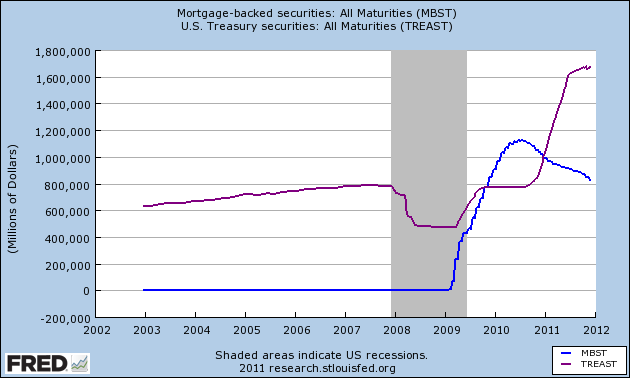 Mortgage-backed securities: All Maturities (MBST)
U.S. Treasury securities: All Maturities (TREAST)
(Millions of Dollars)
1,800,000
1,600,000
1,400,000
1,200,000
1,000,000
800,000
600,000
400,000
200,000
0
-200,000
2002 2003 2004 2005 2006 2007 2008 2009 2010 2011 2012
Shaded areas indicate US recessions.
2011 research.stlouisfed.org
FRED
MBST
TREAST